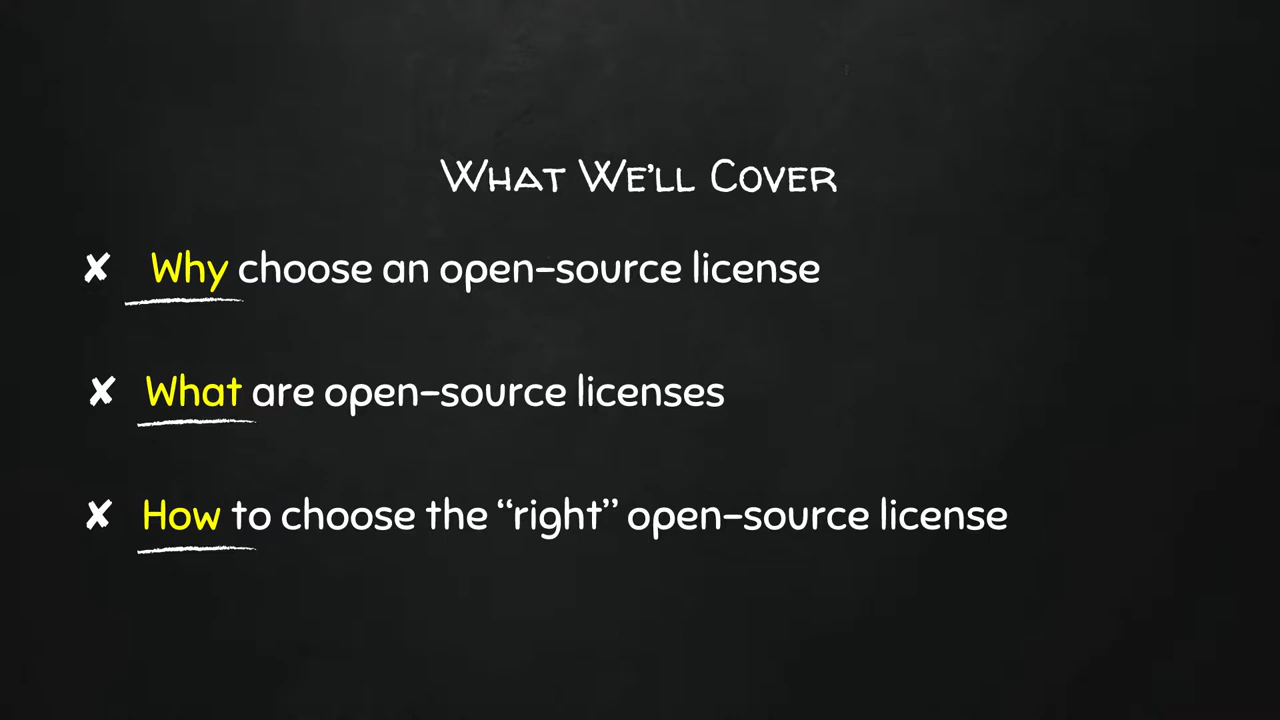 What We'll Cover
✘ Why choose an open-source license
✘ What are open-source licenses
✘ How to choose the “right” open-source license